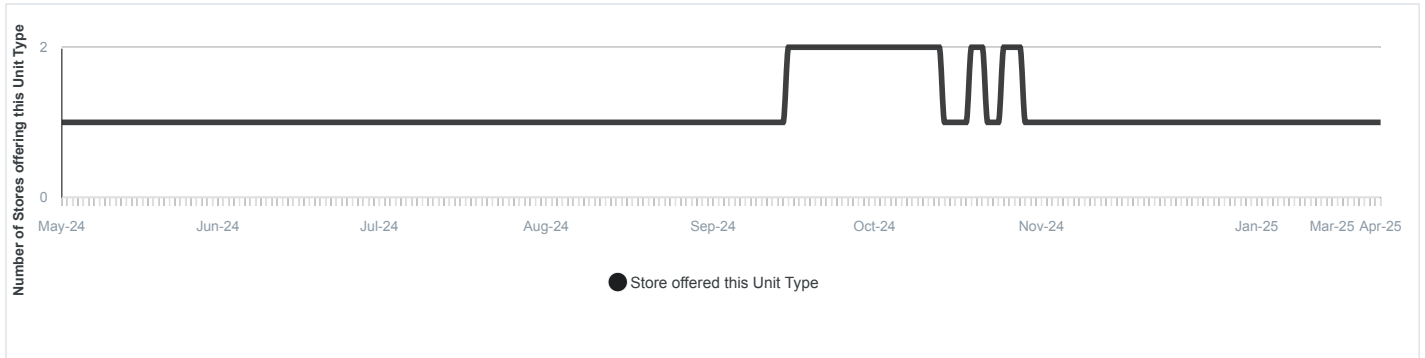 Number of Stores offering this Unit Type
2
0
May-24 Jun-24 Jul-24 Aug-24 Sep-24 Oct-24 Nov-24 Jan-25 Mar-25 Apr-25
Store offered this Unit Type